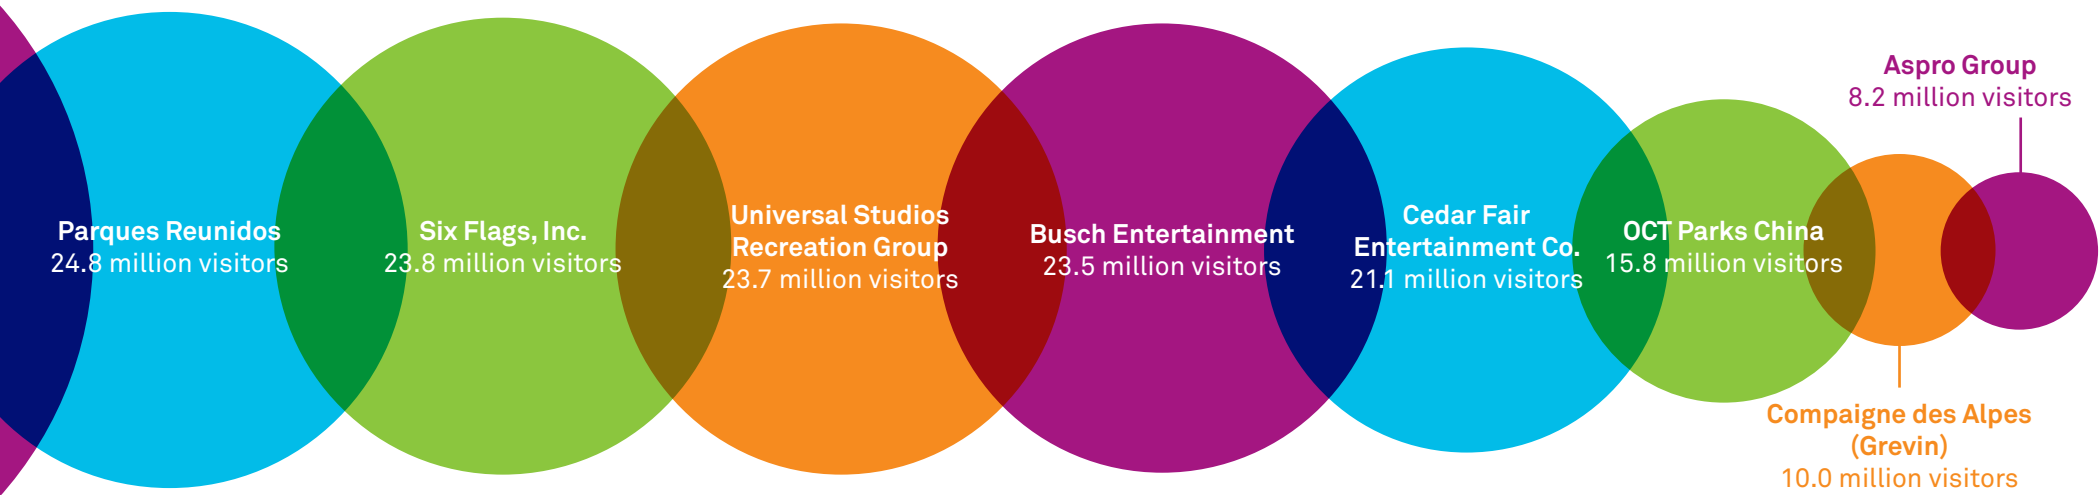 Parques Reunidos
24.8 million visitors
Six Flags, Inc.
23.8 million visitors
Universal Studios
Recreation Group
23.7 million visitors
Busch Entertainment
23.5 million visitors
Cedar Fair
Entertainment Co.
21.1 million visitors
OCT Parks China
15.8 million visitors
Compaigne des Alpes
(Grevin)
10.0 million visitors
Aspro Group
8.2 million visitors